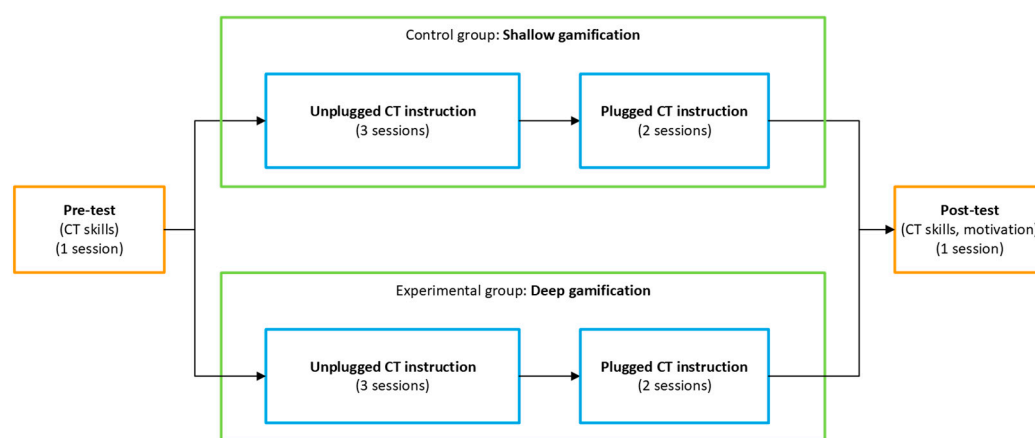 Control group: Shallow gamification
Unplugged CT instruction
(3 sessions)
Plugged CT instruction
(2 sessions)
Pre-test
(CT skills)
(1 session)
Post-test
(CT skills, motivation)
(1 session)
Experimental group: Deep gamification
Unplugged CT instruction
(3 sessions)
Plugged CT instruction
(2 sessions)